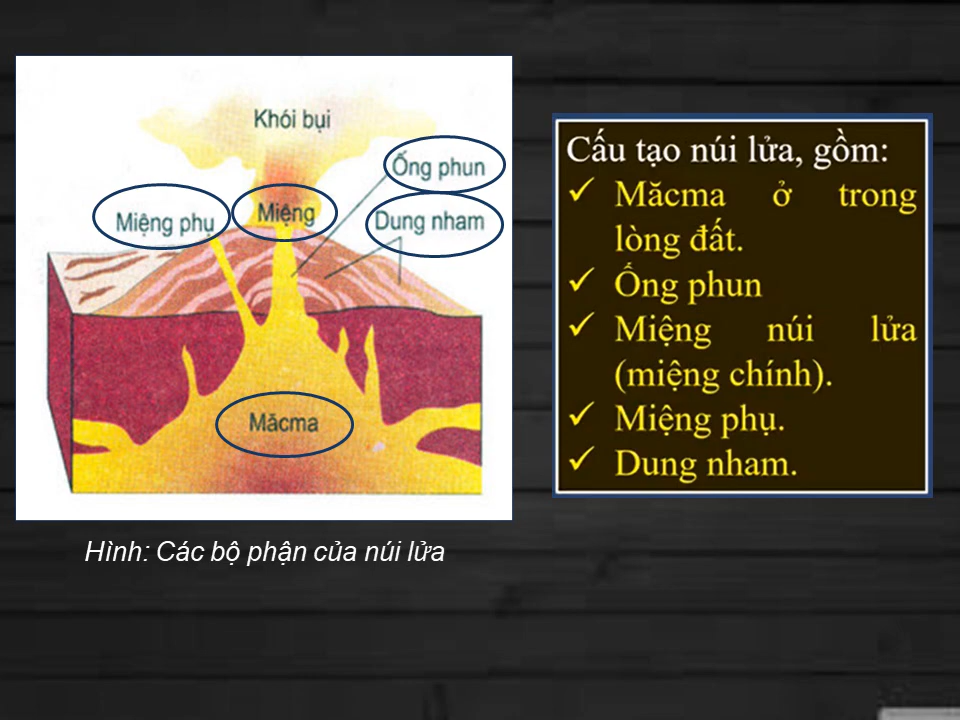 Khói bụi
Ống phun
Miệng phụ
Miệng
Dung nham
Măcma
Hình: Các bộ phận của núi lửa
Cấu tạo núi lửa, gồm:
✓ Măcma ở trong
lòng đất.
✓ Ống phun
✓ Miệng núi lửa
(miệng chính).
✓ Miệng phụ.
✓ Dung nham.